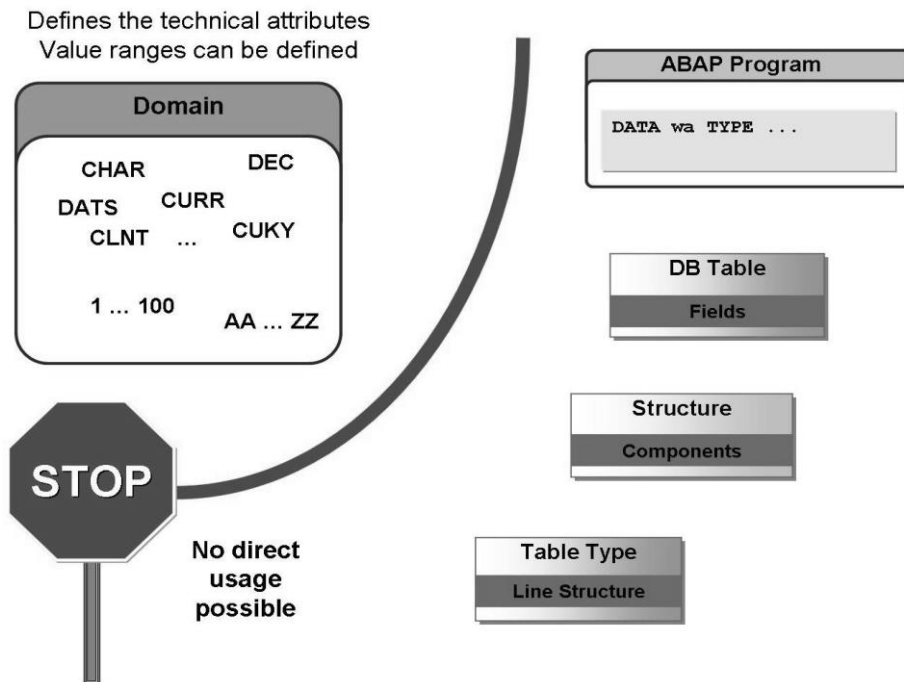 Defines the technical attributes
Value ranges can be defined
Domain
CHAR
DEC
DATS
CURR
CLNT ... CUKY
1 ... 100
AA ... ZZ
STOP
No direct
usage
possible
ABAP Program
DATA wa TYPE ...
DB Table
Fields
Structure
Components
Table Type
Line Structure